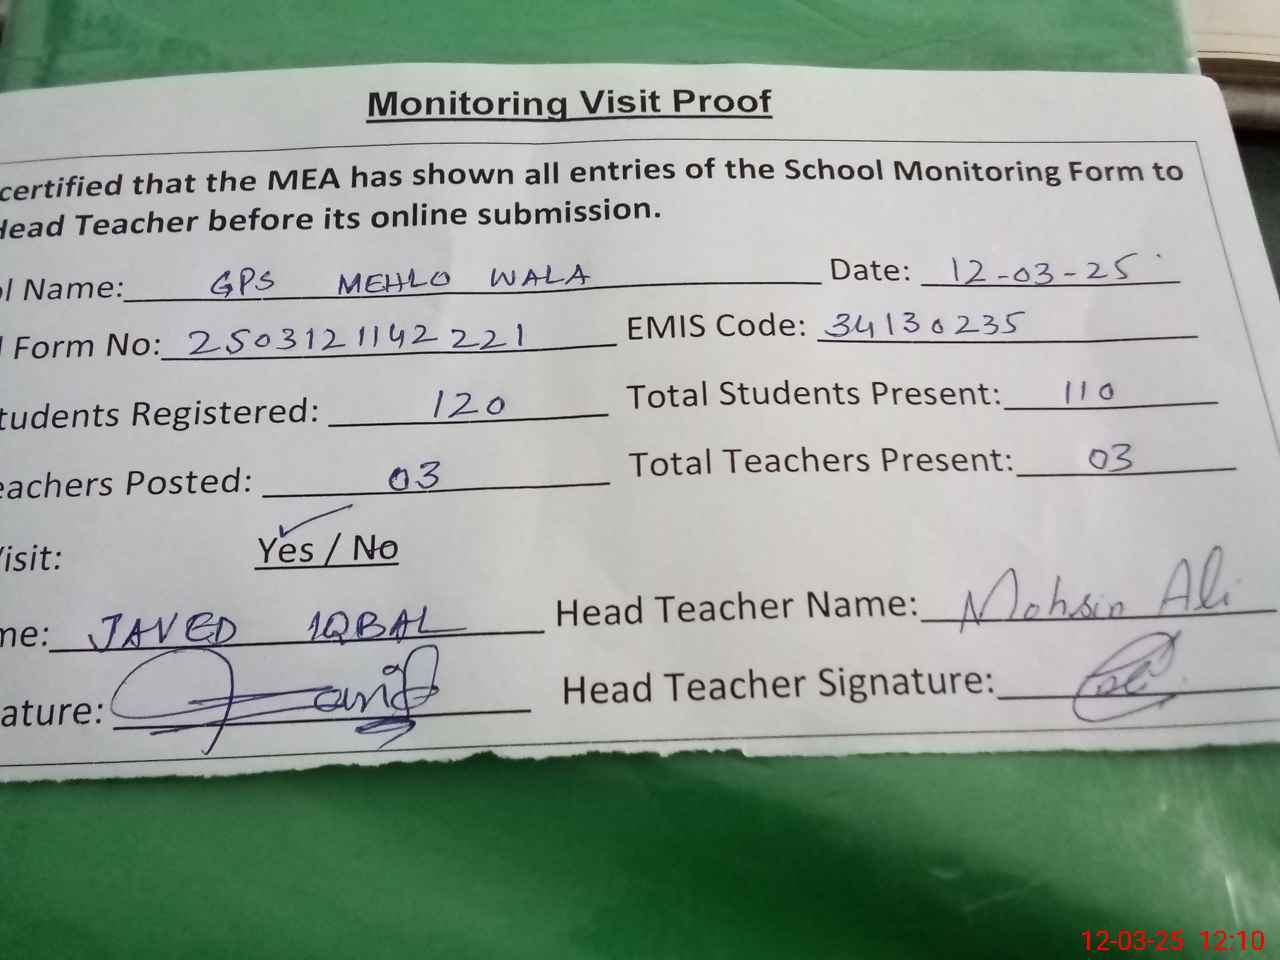 Monitoring Visit Proof
certified that the MEA has shown all entries of the School Monitoring Form to
Head Teacher before its online submission.
l Name: GPS MEHLO WALA Date: 12-03-25
Form No: 2503121142221 EMIS Code: 34130235
tudents Registered: 120 Total Students Present: 110
eachers Posted: 03 Total Teachers Present: 03
Visit: Yes / No
me: JAVED IQBAL Head Teacher Name: Mohsin Ali
ature: Head Teacher Signature:
12-03-25 12:10